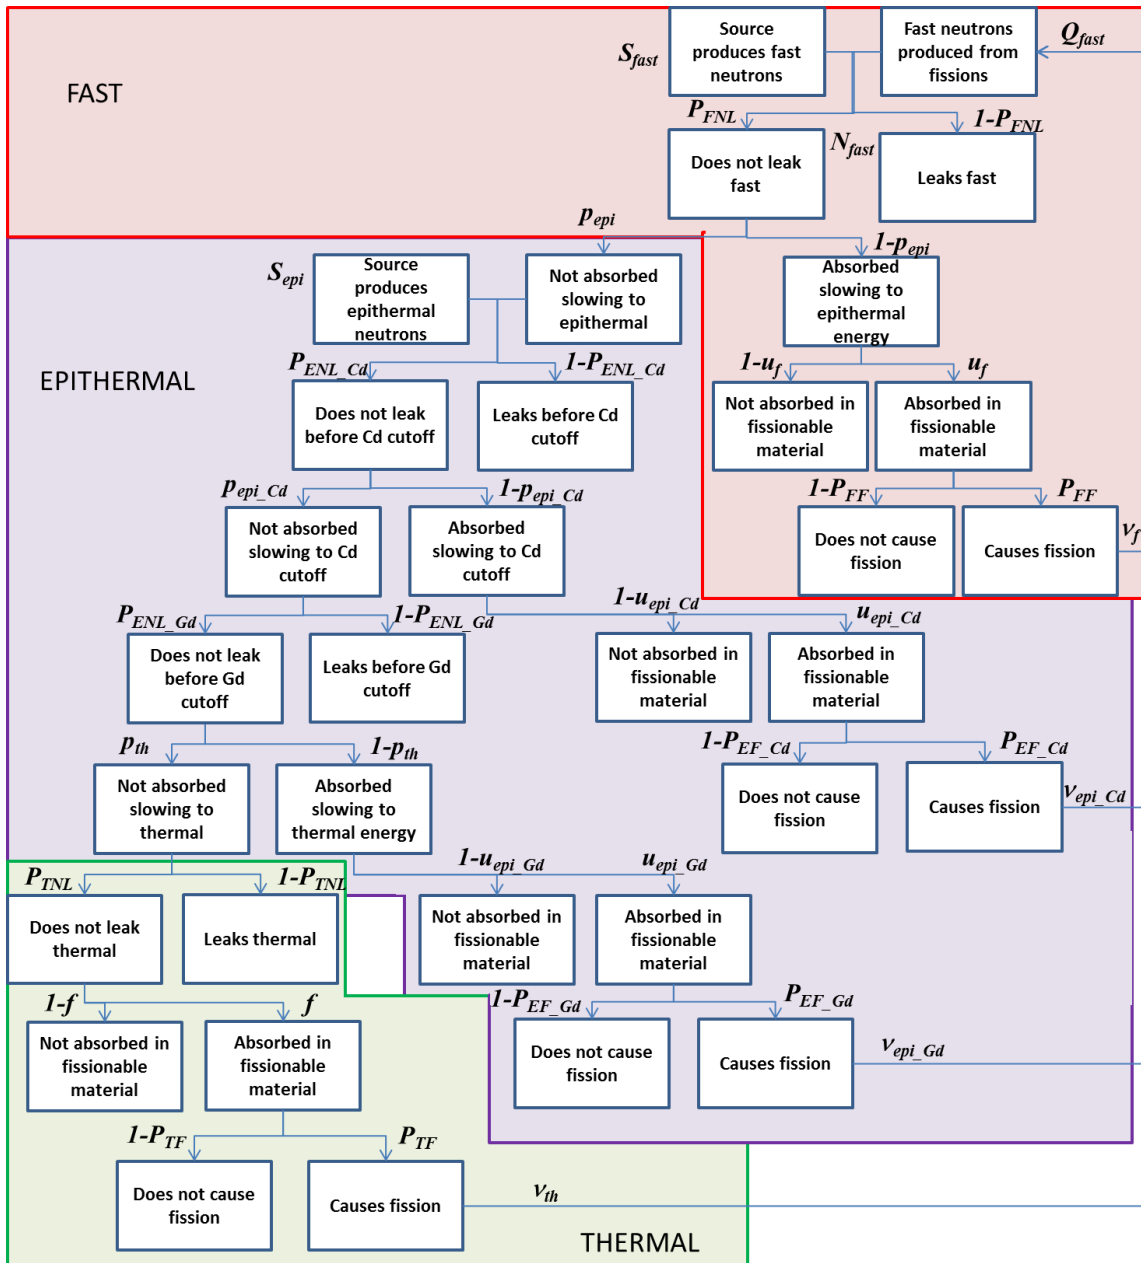 Source
produces fast
neutrons
Fast neutrons
produced from
fissions
Q_fast
S_fast
FAST
P_FNL
1-P_FNL
Does not leak
fast
N_fast
Leaks fast
p_epi
1-p_epi
S_epi
Source
produces
epithermal
neutrons
Not absorbed
slowing to
epithermal
Absorbed
slowing to
epithermal
energy
EPITHERMAL
P_ENL_Cd
1-P_ENL_Cd
1-u_f
u_f
Does not leak
before Cd cutoff
Leaks before Cd
cutoff
Not absorbed in
fissionable
material
Absorbed in
fissionable
material
p_epi_Cd
1-p_epi_Cd
1-P_FF
P_FF
Not absorbed
slowing to Cd
cutoff
Absorbed
slowing to Cd
cutoff
Does not cause
fission
Causes fission
ν_f
P_ENL_Gd
1-P_ENL_Gd
1-u_epi_Cd
u_epi_Cd
Does not leak
before Gd
cutoff
Leaks before Gd
cutoff
Not absorbed in
fissionable
material
Absorbed in
fissionable
material
p_th
1-p_th
1-P_EF_Cd
P_EF_Cd
Not absorbed
slowing to
thermal
Absorbed
slowing to
thermal energy
Does not cause
fission
Causes fission
ν_epi_Cd
P_TNL
1-P_TNL
1-u_epi_Gd
u_epi_Gd
Does not leak
thermal
Leaks thermal
Not absorbed in
fissionable
material
Absorbed in
fissionable
material
1-f
f
1-P_EF_Gd
P_EF_Gd
Not absorbed in
fissionable
material
Absorbed in
fissionable
material
Does not cause
fission
Causes fission
ν_epi_Gd
1-P_TF
P_TF
Does not cause
fission
Causes fission
ν_th
THERMAL